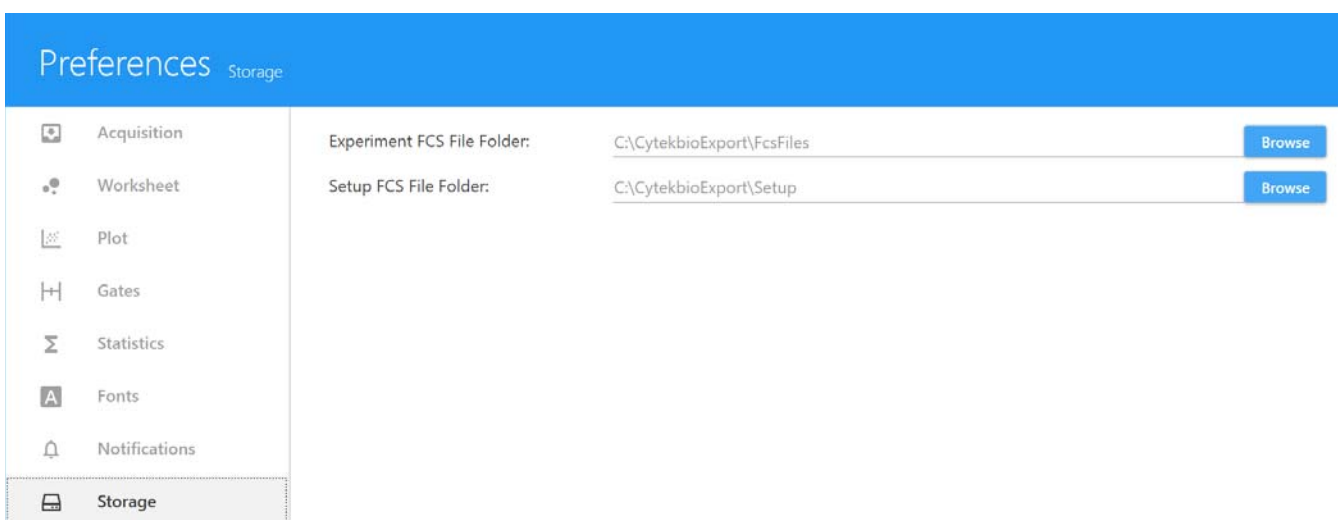 Preferences Storage
Acquisition
Worksheet
Plot
Gates
Statistics
Fonts
Notifications
Storage
Experiment FCS File Folder: C:\CytekbioExport\FcsFiles Browse
Setup FCS File Folder: C:\CytekbioExport\Setup Browse